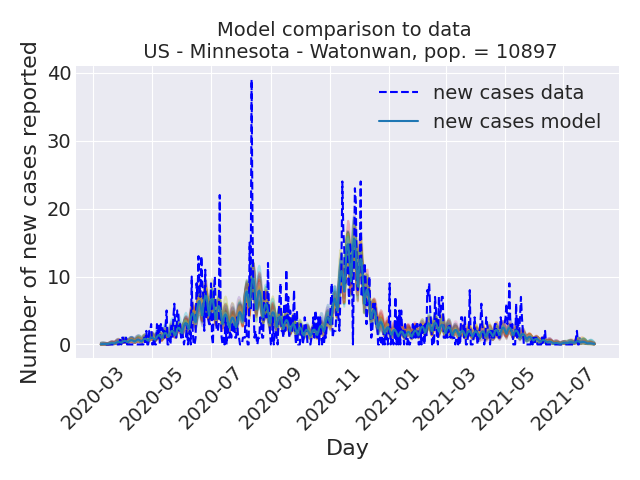 Model comparison to data
US - Minnesota - Watonwan, pop. = 10897
Number of new cases reported
40
30
20
10
0
new cases data
new cases model
2020-03
2020-05
2020-07
2020-09
2020-11
2021-01
2021-03
2021-05
2021-07
Day